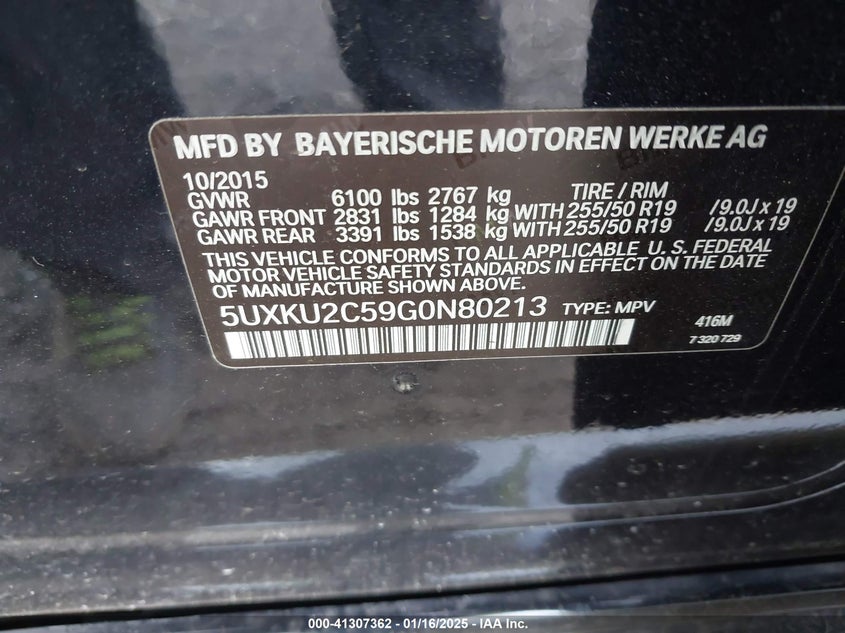 MFD BY BAYERISCHE MOTOREN WERKE AG
10/2015
GVWR 6100 lbs 2767 kg TIRE / RIM
GAWR FRONT 2831 lbs 1284 kg WITH 255/50 R19 /9.0J x 19
GAWR REAR 3391 lbs 1538 kg WITH 255/50 R19 /9.0J x 19
THIS VEHICLE CONFORMS TO ALL APPLICABLE U.S. FEDERAL
MOTOR VEHICLE SAFETY STANDARDS IN EFFECT ON THE DATE
OF MANUFACTURE SHOWN ABOVE.
5UXKU2C59G0N80213 TYPE: MPV
416M
7 320 729
000-41307362 - 01/16/2025 - IAA Inc.